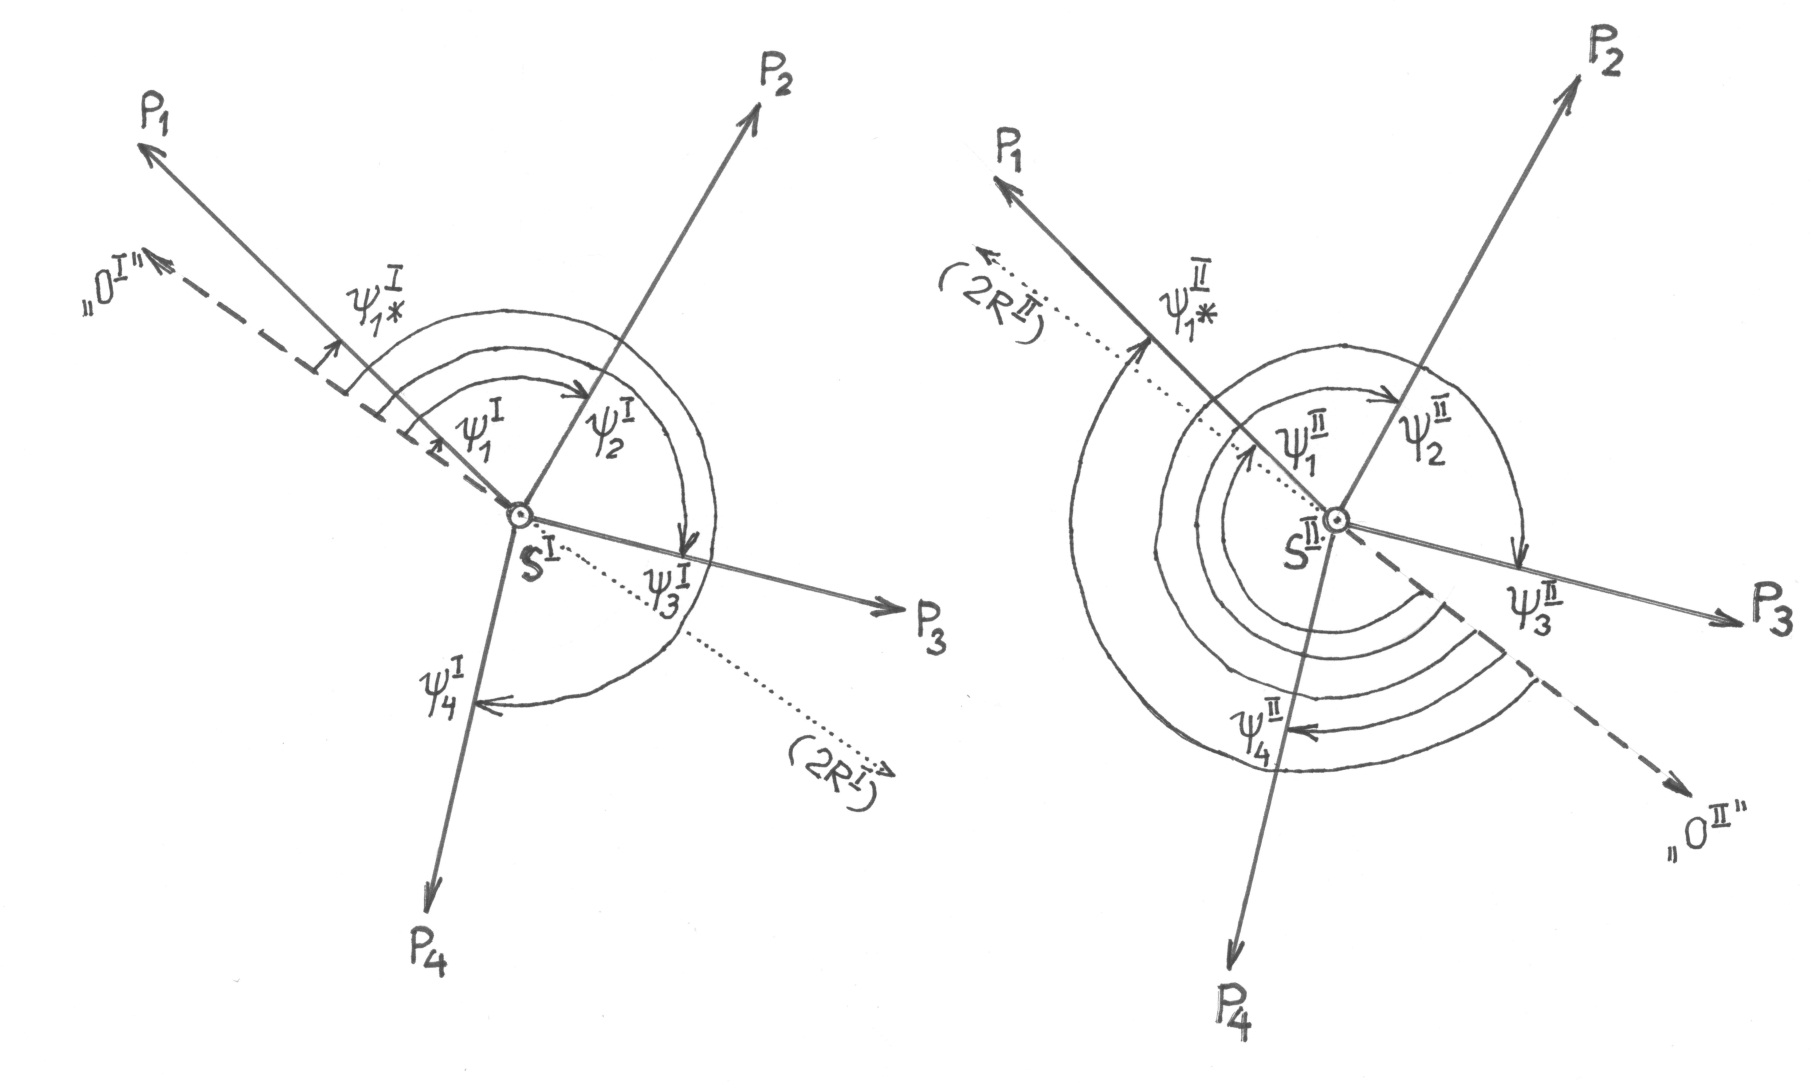 P₁
P₂
„0ᴵ"
ψ₁*ᴵ
ψ₁ᴵ
ψ₂ᴵ
Sᴵ
ψ₃ᴵ
P₃
ψ₄ᴵ
(2Rᴵ)
P₄
P₂
P₁
(2Rᴵᴵ)
ψ₁*ᴵᴵ
ψ₁ᴵᴵ
ψ₂ᴵᴵ
Sᴵᴵ
ψ₃ᴵᴵ
P₃
ψ₄ᴵᴵ
„0ᴵᴵ"
P₄